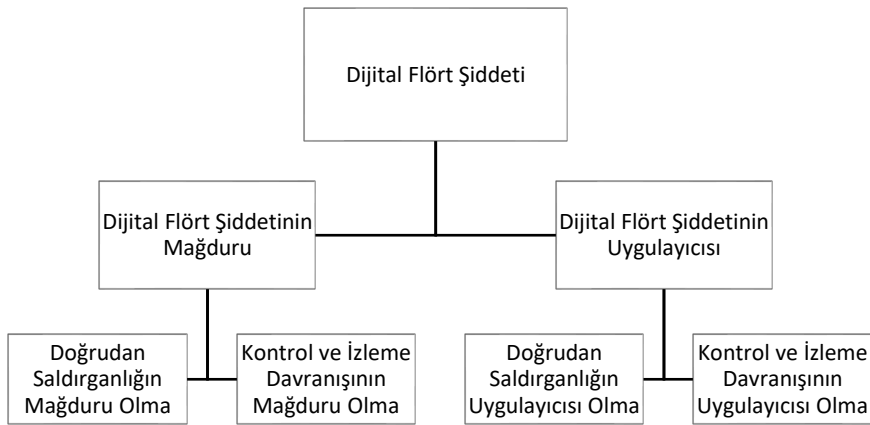 Dijital Flört Şiddeti
Dijital Flört Şiddetinin
Mağduru
Dijital Flört Şiddetinin
Uygulayıcısı
Doğrudan
Saldırganlığın
Mağduru Olma
Kontrol ve İzleme
Davranışının
Mağduru Olma
Doğrudan
Saldırganlığın
Uygulayıcısı Olma
Kontrol ve İzleme
Davranışının
Uygulayıcısı Olma